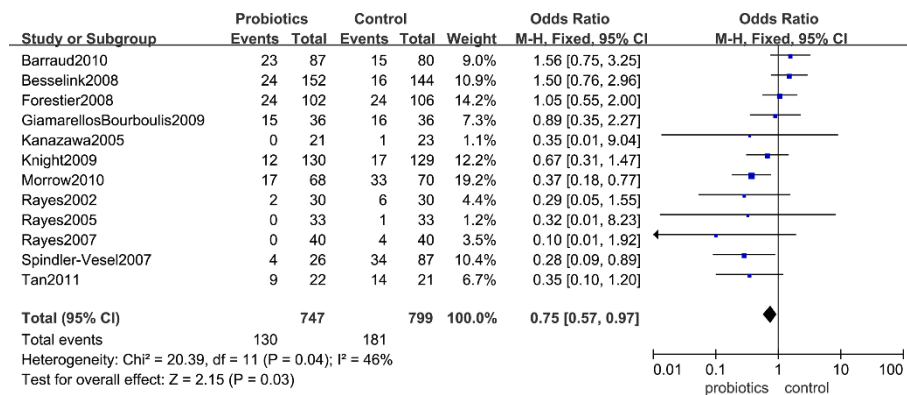 Probiotics Control Odds Ratio Odds Ratio
Study or Subgroup Events Total Events Total Weight M-H, Fixed, 95% CI M-H, Fixed, 95% CI
Barraud2010 23 87 15 80 9.0% 1.56 [0.75, 3.25]
Besselink2008 24 152 16 144 10.9% 1.50 [0.76, 2.96]
Forestier2008 24 102 24 106 14.2% 1.05 [0.55, 2.00]
GiamarellosBourboulis2009 15 36 16 36 7.3% 0.89 [0.35, 2.27]
Kanazawa2005 0 21 1 23 1.1% 0.35 [0.01, 9.04]
Knight2009 12 130 17 129 12.2% 0.67 [0.31, 1.47]
Morrow2010 17 68 33 70 19.2% 0.37 [0.18, 0.77]
Rayes2002 2 30 6 30 4.4% 0.29 [0.05, 1.55]
Rayes2005 0 33 1 33 1.2% 0.32 [0.01, 8.23]
Rayes2007 0 40 4 40 3.5% 0.10 [0.01, 1.92]
Spindler-Vesel2007 4 26 34 87 10.4% 0.28 [0.09, 0.89]
Tan2011 9 22 14 21 6.7% 0.35 [0.10, 1.20]
Total (95% CI) 747 799 100.0% 0.75 [0.57, 0.97]
Total events 130 181
Heterogeneity: Chi² = 20.39, df = 11 (P = 0.04); I² = 46%
Test for overall effect: Z = 2.15 (P = 0.03)
0.01 0.1 1 10 100
probiotics control